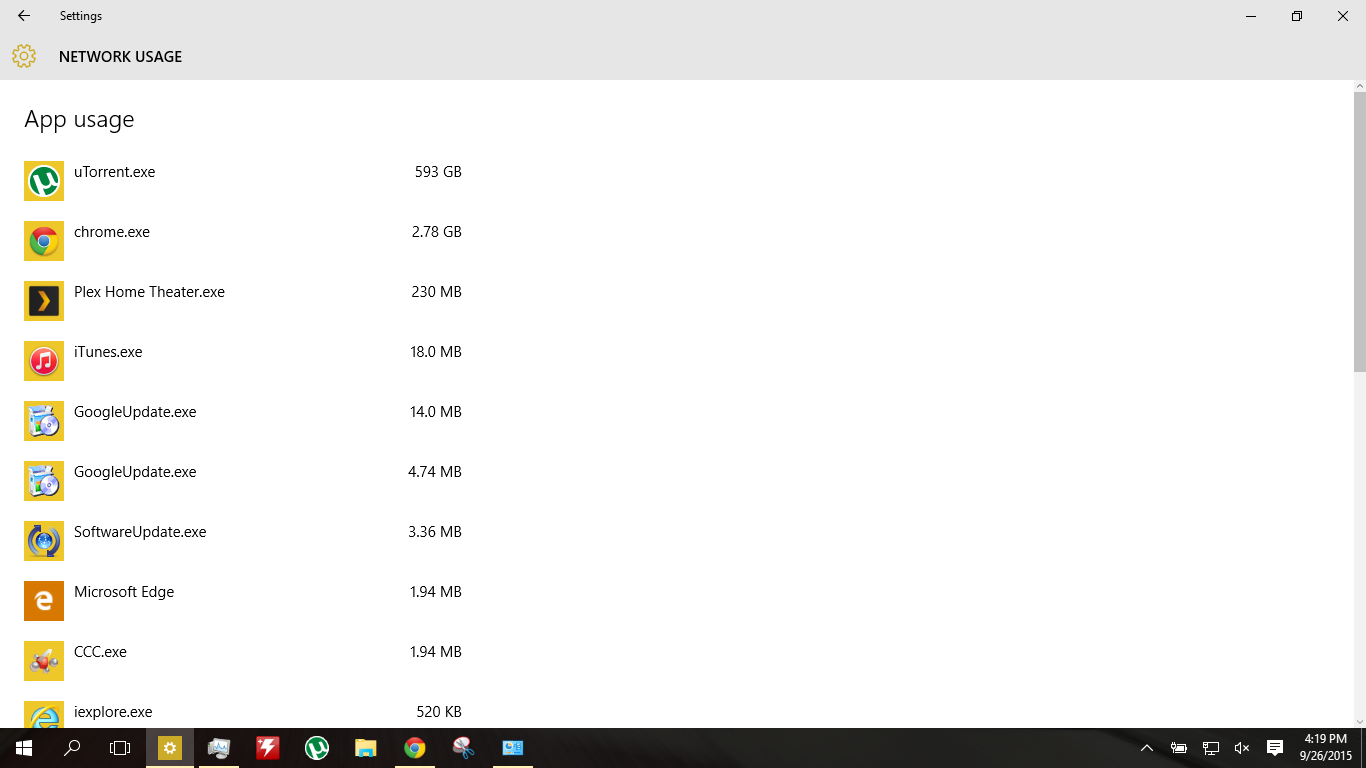 Settings
NETWORK USAGE
App usage
uTorrent.exe 593 GB
chrome.exe 2.78 GB
Plex Home Theater.exe 230 MB
iTunes.exe 18.0 MB
GoogleUpdate.exe 14.0 MB
GoogleUpdate.exe 4.74 MB
SoftwareUpdate.exe 3.36 MB
Microsoft Edge 1.94 MB
CCC.exe 1.94 MB
iexplore.exe 520 KB
4:19 PM
9/26/2015